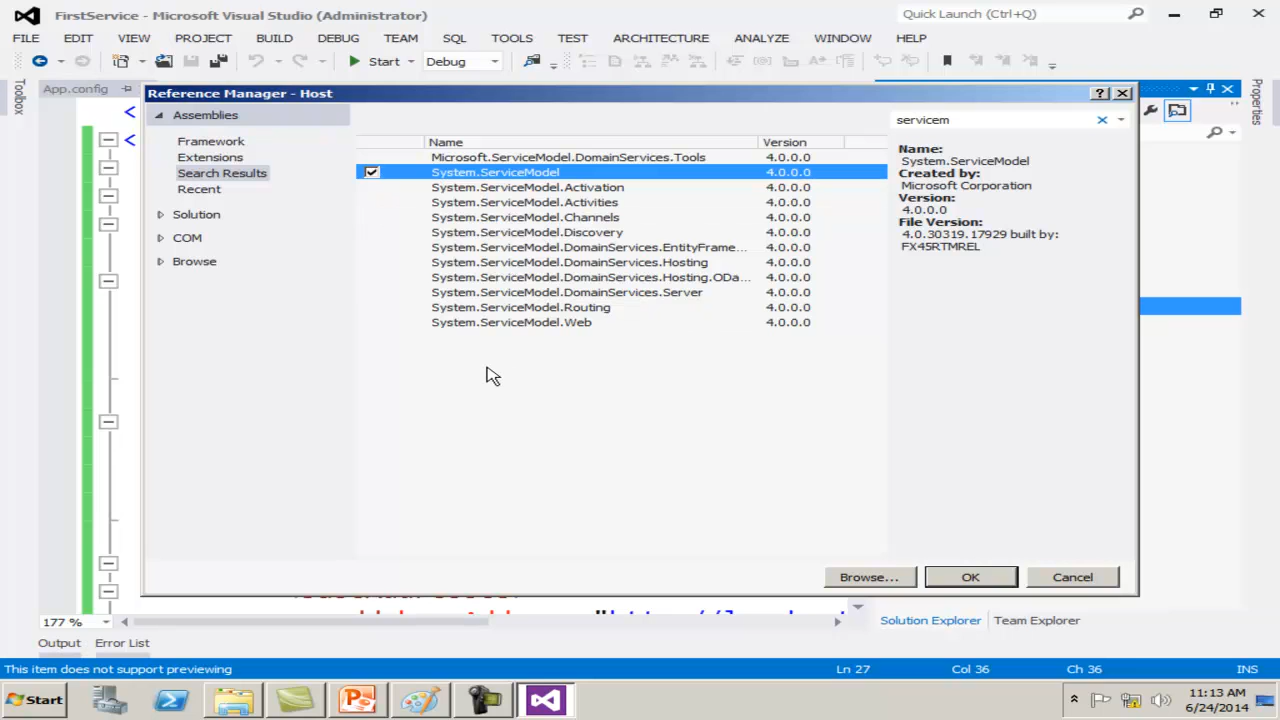 FirstService - Microsoft Visual Studio (Administrator)
Quick Launch (Ctrl+Q)
FILE EDIT VIEW PROJECT BUILD DEBUG TEAM SQL TOOLS TEST ARCHITECTURE ANALYZE WINDOW HELP
Start Debug
Toolbox
App.config
Properties
Reference Manager - Host
Assemblies
Framework
Extensions
Search Results
Recent
Solution
COM
Browse
Name Version
Microsoft.ServiceModel.DomainServices.Tools 4.0.0.0
System.ServiceModel 4.0.0.0
System.ServiceModel.Activation 4.0.0.0
System.ServiceModel.Activities 4.0.0.0
System.ServiceModel.Channels 4.0.0.0
System.ServiceModel.Discovery 4.0.0.0
System.ServiceModel.DomainServices.EntityFrame... 4.0.0.0
System.ServiceModel.DomainServices.Hosting 4.0.0.0
System.ServiceModel.DomainServices.Hosting.ODa... 4.0.0.0
System.ServiceModel.DomainServices.Server 4.0.0.0
System.ServiceModel.Routing 4.0.0.0
System.ServiceModel.Web 4.0.0.0
servicem
Name:
System.ServiceModel
Created by:
Microsoft Corporation
Version:
4.0.0.0
File Version:
4.0.30319.17929 built by:
FX45RTMREL
Browse... OK Cancel
177 %
Solution Explorer Team Explorer
Output Error List
This item does not support previewing Ln 27 Col 36 Ch 36 INS
Start
11:13 AM
6/24/2014